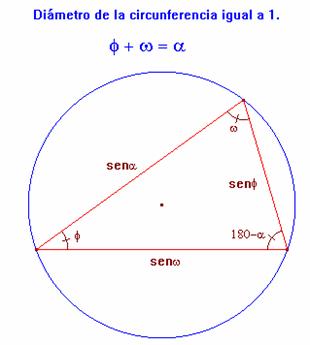 Diámetro de la circunferencia igual a 1.
ϕ + ω = α
ω
senα
senϕ
ϕ
180-α
senω